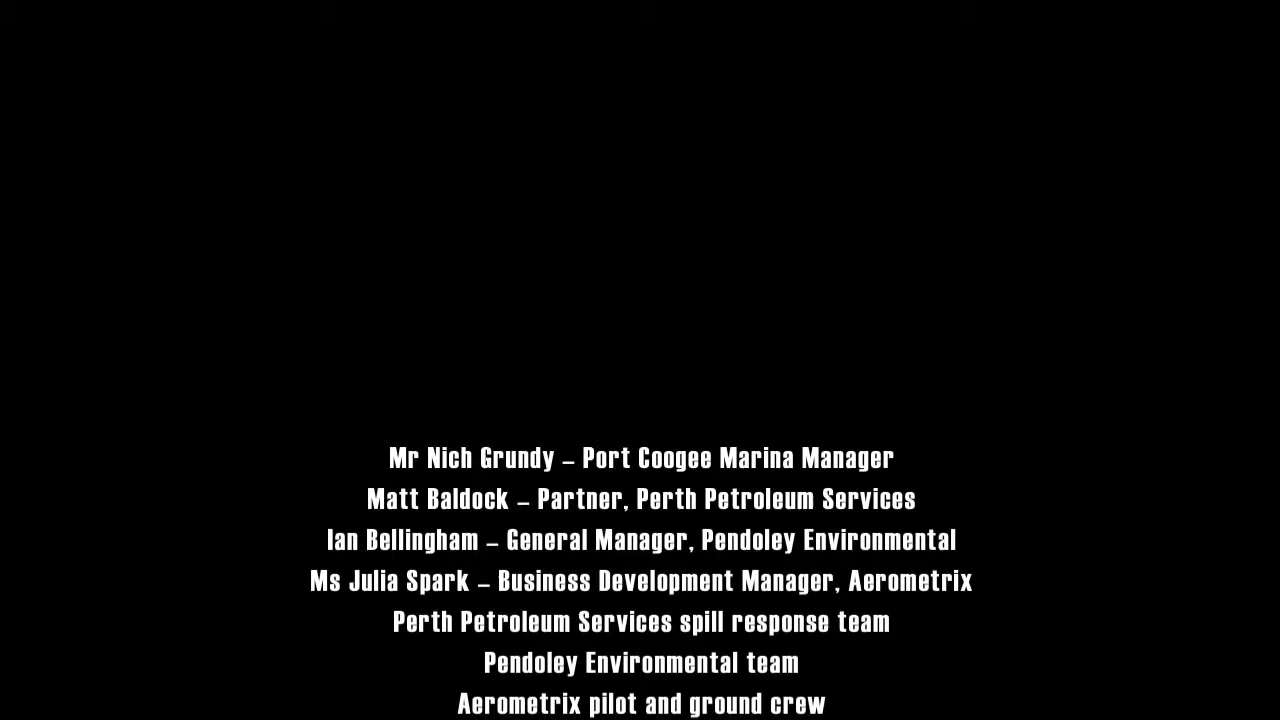 Mr Nich Grundy – Port Coogee Marina Manager
Matt Baldock – Partner, Perth Petroleum Services
Ian Bellingham – General Manager, Pendoley Environmental
Ms Julia Spark – Business Development Manager, Aerometrix
Perth Petroleum Services spill response team
Pendoley Environmental team
Aerometrix pilot and ground crew